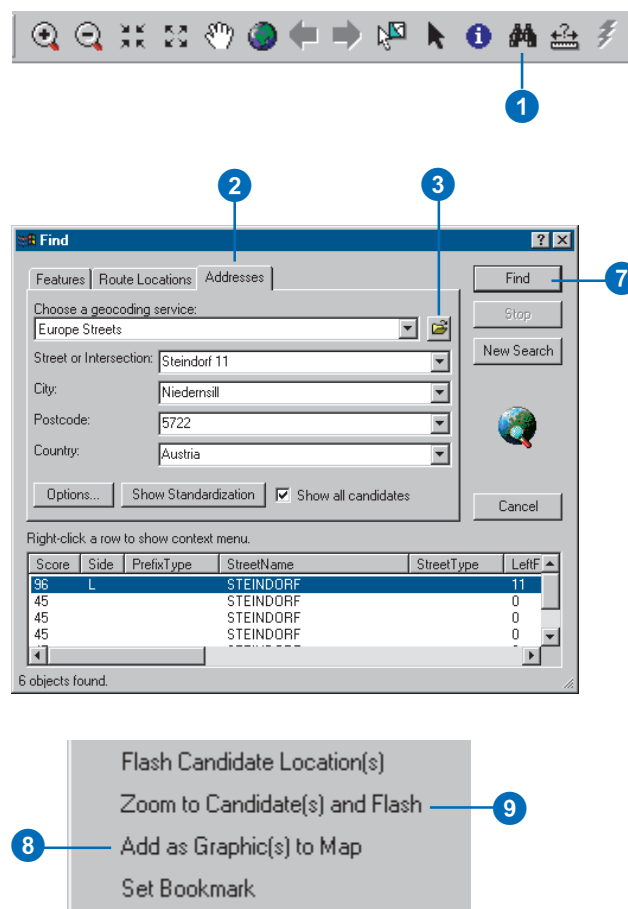 1
2
3
Find
Features
Route Locations
Addresses
Find
7
Choose a geocoding service:
Europe Streets
Stop
Street or Intersection:
Steindorf 11
New Search
City:
Niedernsill
Postcode:
5722
Country:
Austria
Options...
Show Standardization
Show all candidates
Cancel
Right-click a row to show context menu.
Score Side PrefixType StreetName StreetType LeftF
96 L STEINDORF 11
45 STEINDORF 0
45 STEINDORF 0
45 STEINDORF 0
6 objects found.
Flash Candidate Location(s)
Zoom to Candidate(s) and Flash
9
8
Add as Graphic(s) to Map
Set Bookmark